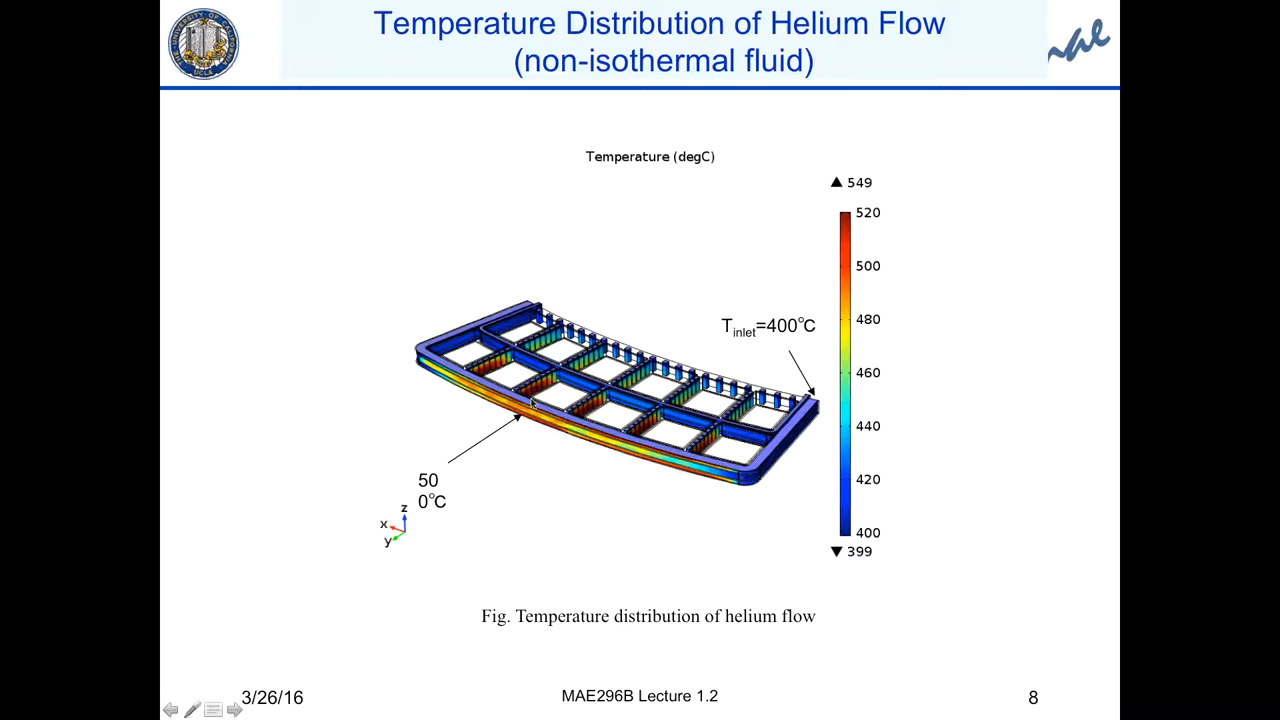 Temperature Distribution of Helium Flow
(non-isothermal fluid)
Temperature (degC)
▲ 549
520
500
480
460
440
420
400
▼ 399
T_inlet=400℃
50
0℃
z
x
y
Fig. Temperature distribution of helium flow
3/26/16
MAE296B Lecture 1.2
8